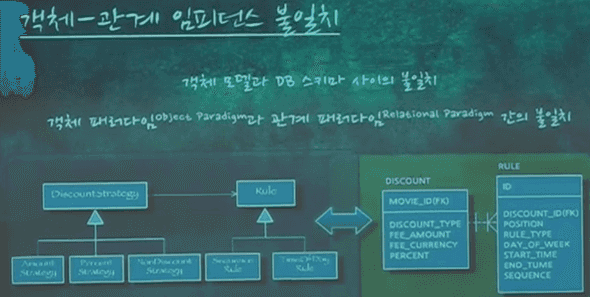 객체-관계 임피던스 불일치
객체 모델과 DB 스키마 사이의 불일치
객체 패러다임Object Paradigm과 관계 패러다임Relational Paradigm 간의 불일치
DiscountStrategy
Rule
Amount
Strategy
Percent
Strategy
NonDiscount
Strategy
Sequence
Rule
TimeOfDay
Rule
DISCOUNT
MOVIE_ID(FK)
DISCOUNT_TYPE
FEE_AMOUNT
FEE_CURRENCY
PERCENT
RULE
ID
DISCOUNT_ID(FK)
POSITION
RULE_TYPE
DAY_OF_WEEK
START_TIME
END_TUME
SEQUENCE